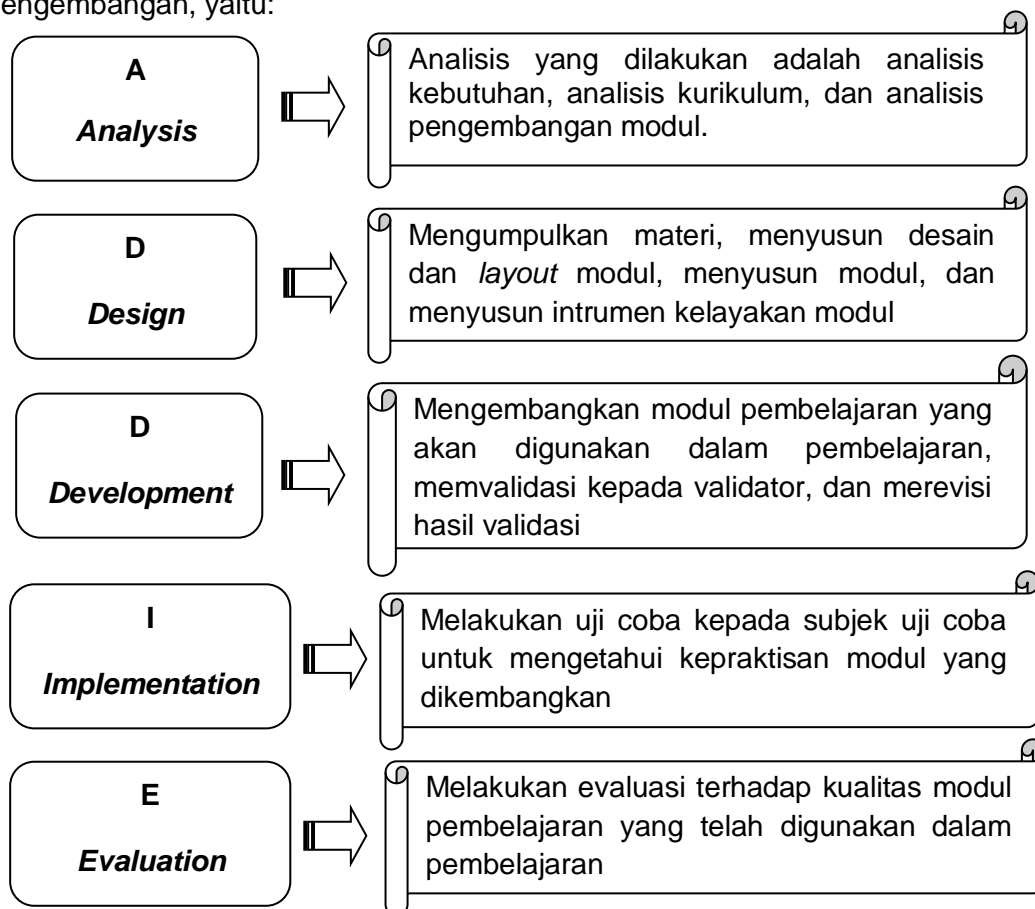 engembangan, yaitu:
A
Analysis
Analisis yang dilakukan adalah analisis
kebutuhan, analisis kurikulum, dan analisis
pengembangan modul.
D
Design
Mengumpulkan materi, menyusun desain
dan layout modul, menyusun modul, dan
menyusun intrumen kelayakan modul
D
Development
Mengembangkan modul pembelajaran yang
akan digunakan dalam pembelajaran,
memvalidasi kepada validator, dan merevisi
hasil validasi
I
Implementation
Melakukan uji coba kepada subjek uji coba
untuk mengetahui kepraktisan modul yang
dikembangkan
E
Evaluation
Melakukan evaluasi terhadap kualitas modul
pembelajaran yang telah digunakan dalam
pembelajaran